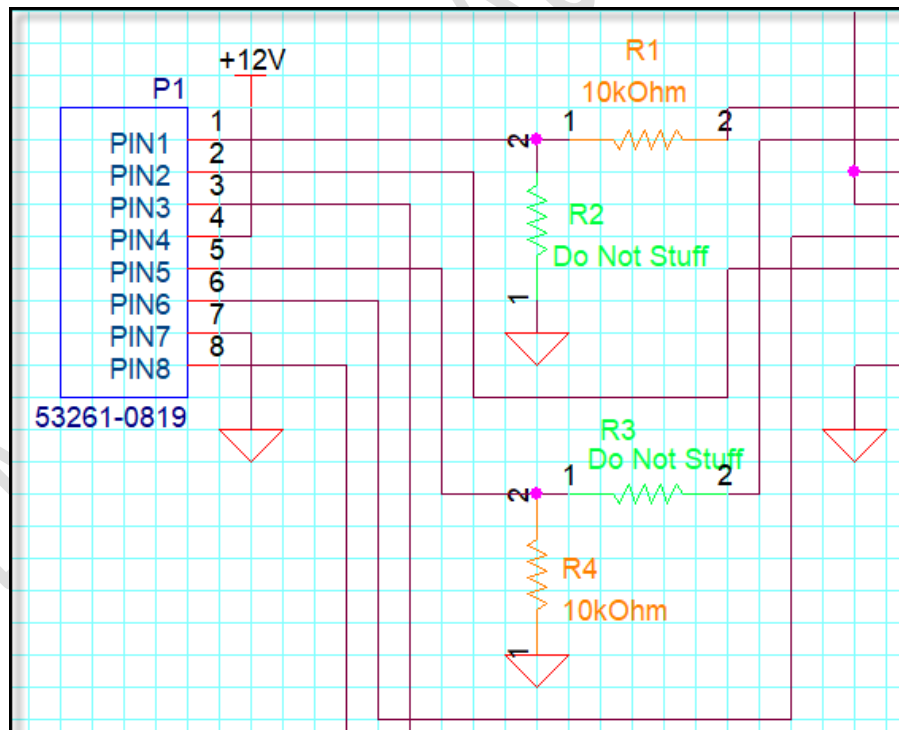 +12V
P1
PIN1 1
PIN2 2
PIN3 3
PIN4 4
PIN5 5
PIN6 6
PIN7 7
PIN8 8
53261-0819
R1
10kOhm
1 2
2
R2
Do Not Stuff
1
R3
Do Not Stuff
1 2
2
R4
10kOhm
1